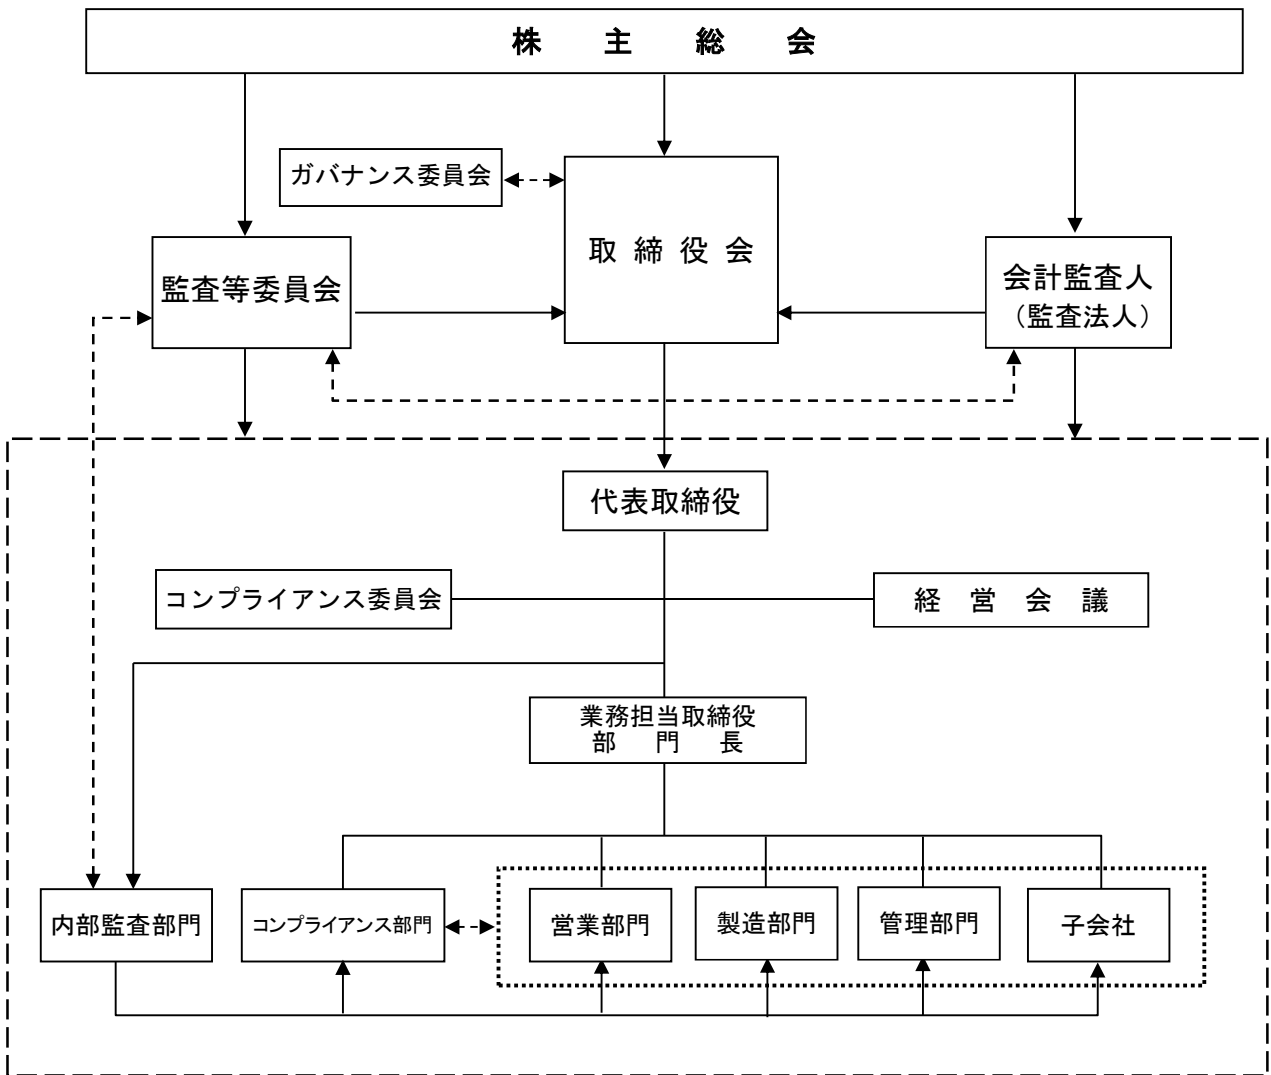 株　主　総　会
ガバナンス委員会
取 締 役 会
監査等委員会
会計監査人
（監査法人）
代表取締役
コンプライアンス委員会
経　営　会　議
業務担当取締役
部　門　長
内部監査部門
コンプライアンス部門
営業部門
製造部門
管理部門
子会社